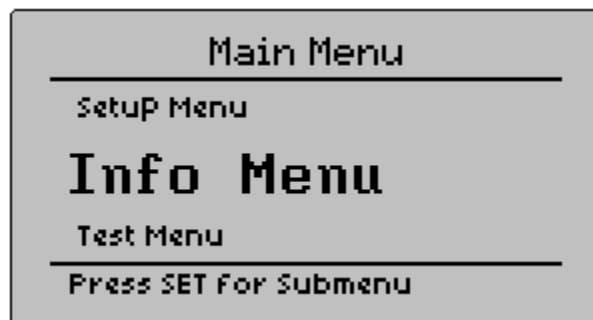 Main Menu
Setup Menu
Info Menu
Test Menu
Press SET for Submenu